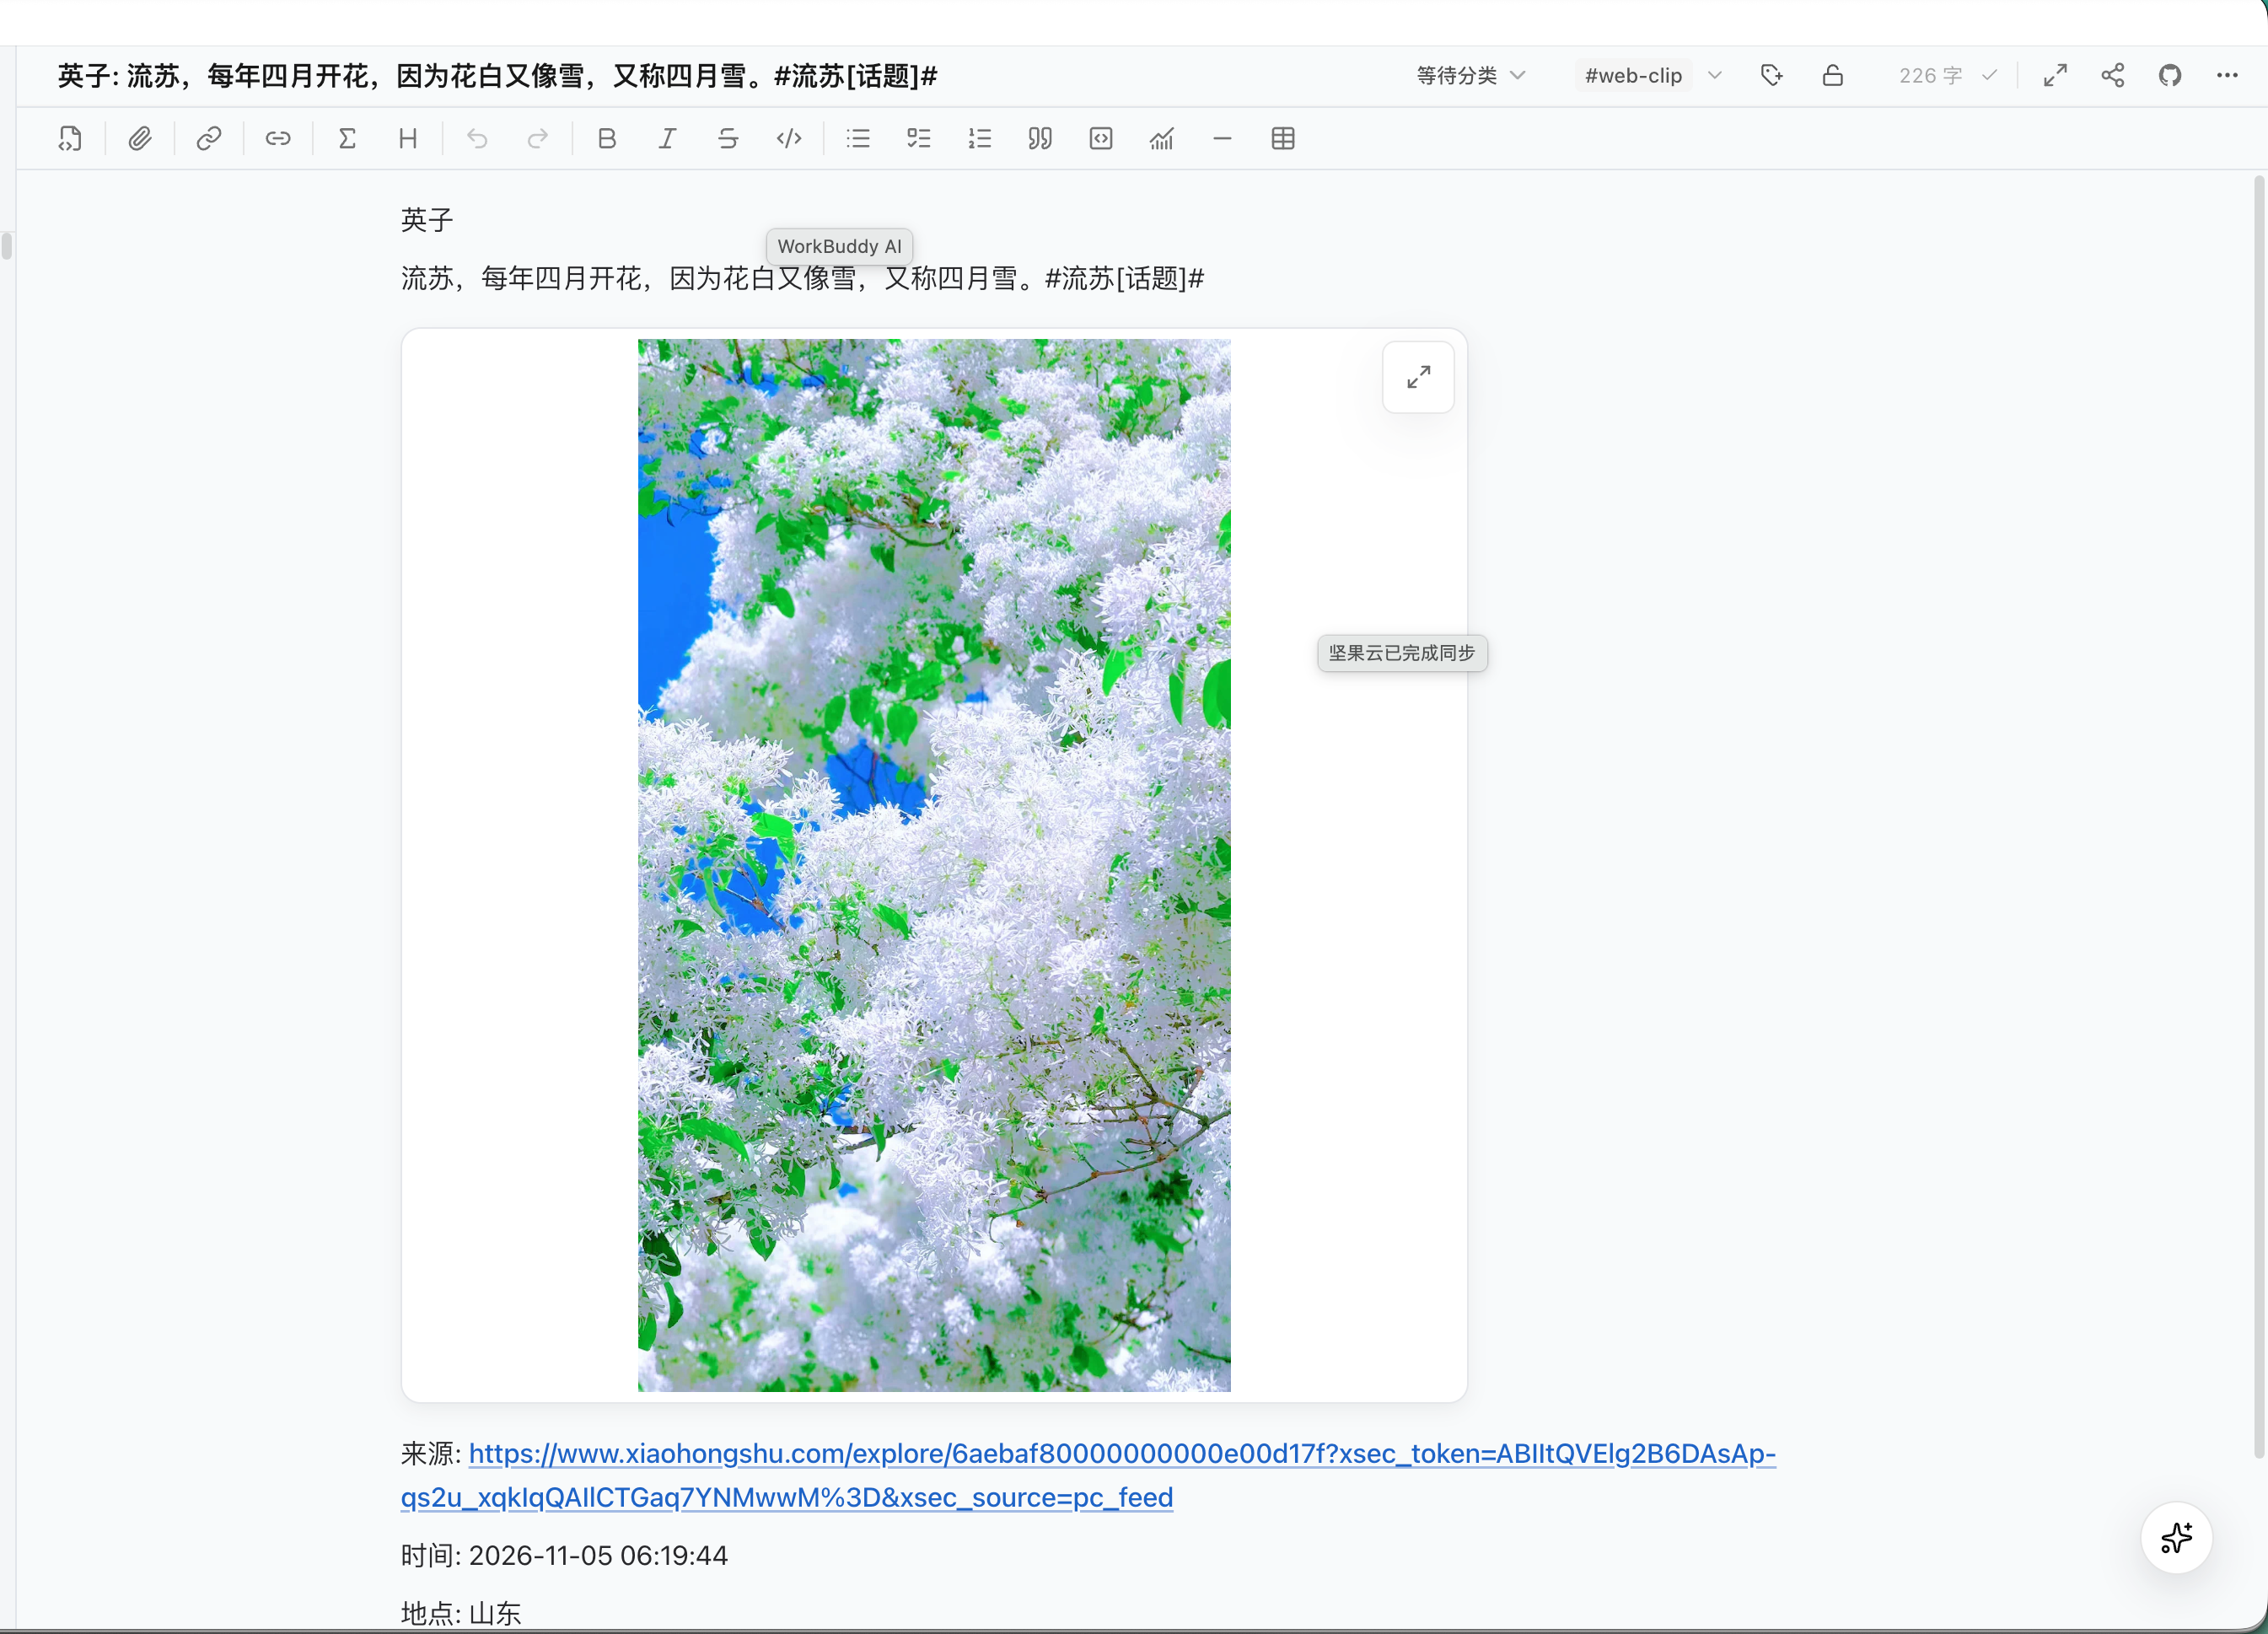 英子: 流苏，每年四月开花，因为花白又像雪，又称四月雪。#流苏[话题]#
等待分类
#web-clip
226 字
英子
WorkBuddy AI
流苏，每年四月开花，因为花白又像雪，又称四月雪。#流苏[话题]#
坚果云已完成同步
来源: https://www.xiaohongshu.com/explore/6aebaf80000000000e00d17f?xsec_token=ABIItQVElg2B6DAsAp-
qs2u_xqkIqQAIlCTGaq7YNMwwM%3D&xsec_source=pc_feed
时间: 2026-11-05 06:19:44
地点: 山东